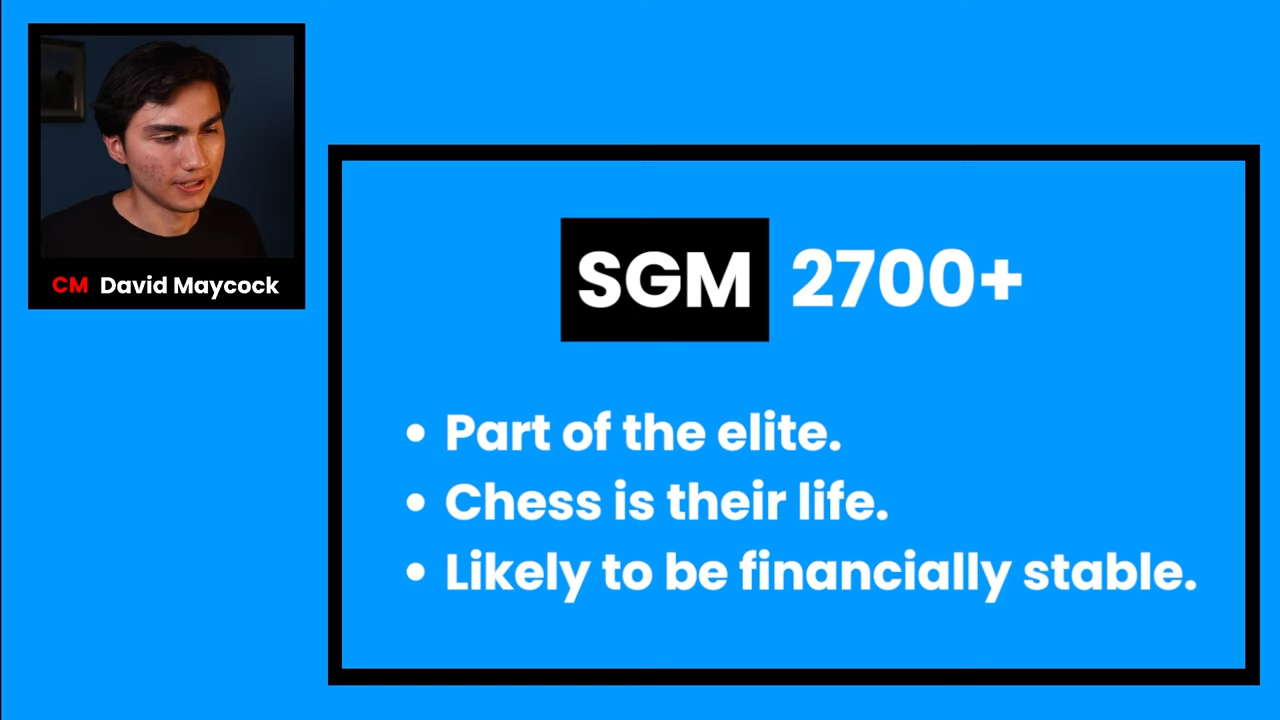 CM David Maycock
SGM 2700+
• Part of the elite.
• Chess is their life.
• Likely to be financially stable.